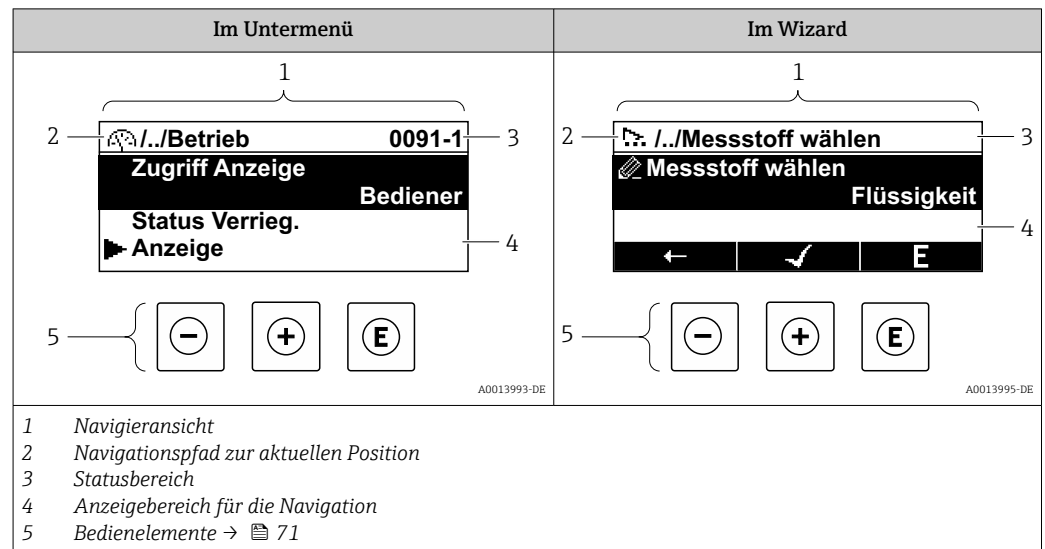 Im Untermenü
Im Wizard
1
2
/../Betrieb 0091-1
3
Zugriff Anzeige
Bediener
Status Verrieg.
Anzeige
4
5
- + E
A0013993-DE
1
2
/../Messstoff wählen
3
Messstoff wählen
Flüssigkeit
4
← ✓ E
5
- + E
A0013995-DE
1 Navigieransicht
2 Navigationspfad zur aktuellen Position
3 Statusbereich
4 Anzeigebereich für die Navigation
5 Bedienelemente → 71